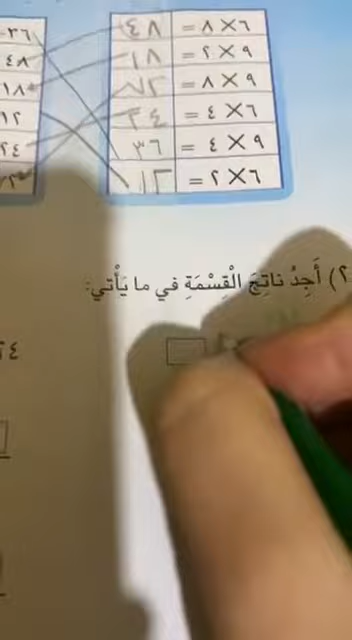 ٦ × ٨ = ٤٨
٩ × ٢ = ١٨
٩ × ٨ = ٧٢
٦ × ٤ = ٢٤
٩ × ٤ = ٣٦
٦ × ٢ = ١٢
٣٦
٤٨
١٨
١٢
٢٤
٢) أَجِدُ ناتِجَ الْقِسْمَةِ في ما يَأْتي: